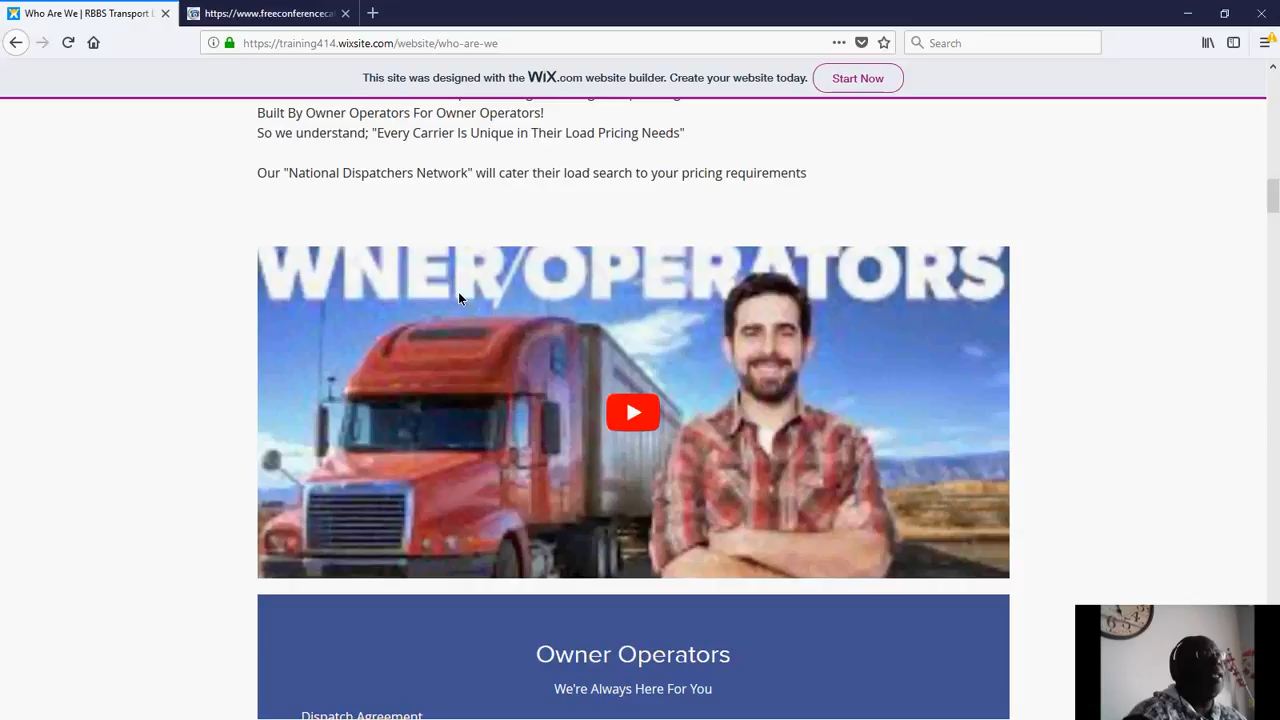 Who Are We | RBBS Transport L
https://www.freeconferenceca
https://training414.wixsite.com/website/who-are-we
Search
This site was designed with the WiX.com website builder. Create your website today.
Start Now
Built By Owner Operators For Owner Operators!
So we understand; "Every Carrier Is Unique in Their Load Pricing Needs"
Our "National Dispatchers Network" will cater their load search to your pricing requirements
WNER/OPERATORS
Owner Operators
We're Always Here For You
Dispatch Agreement